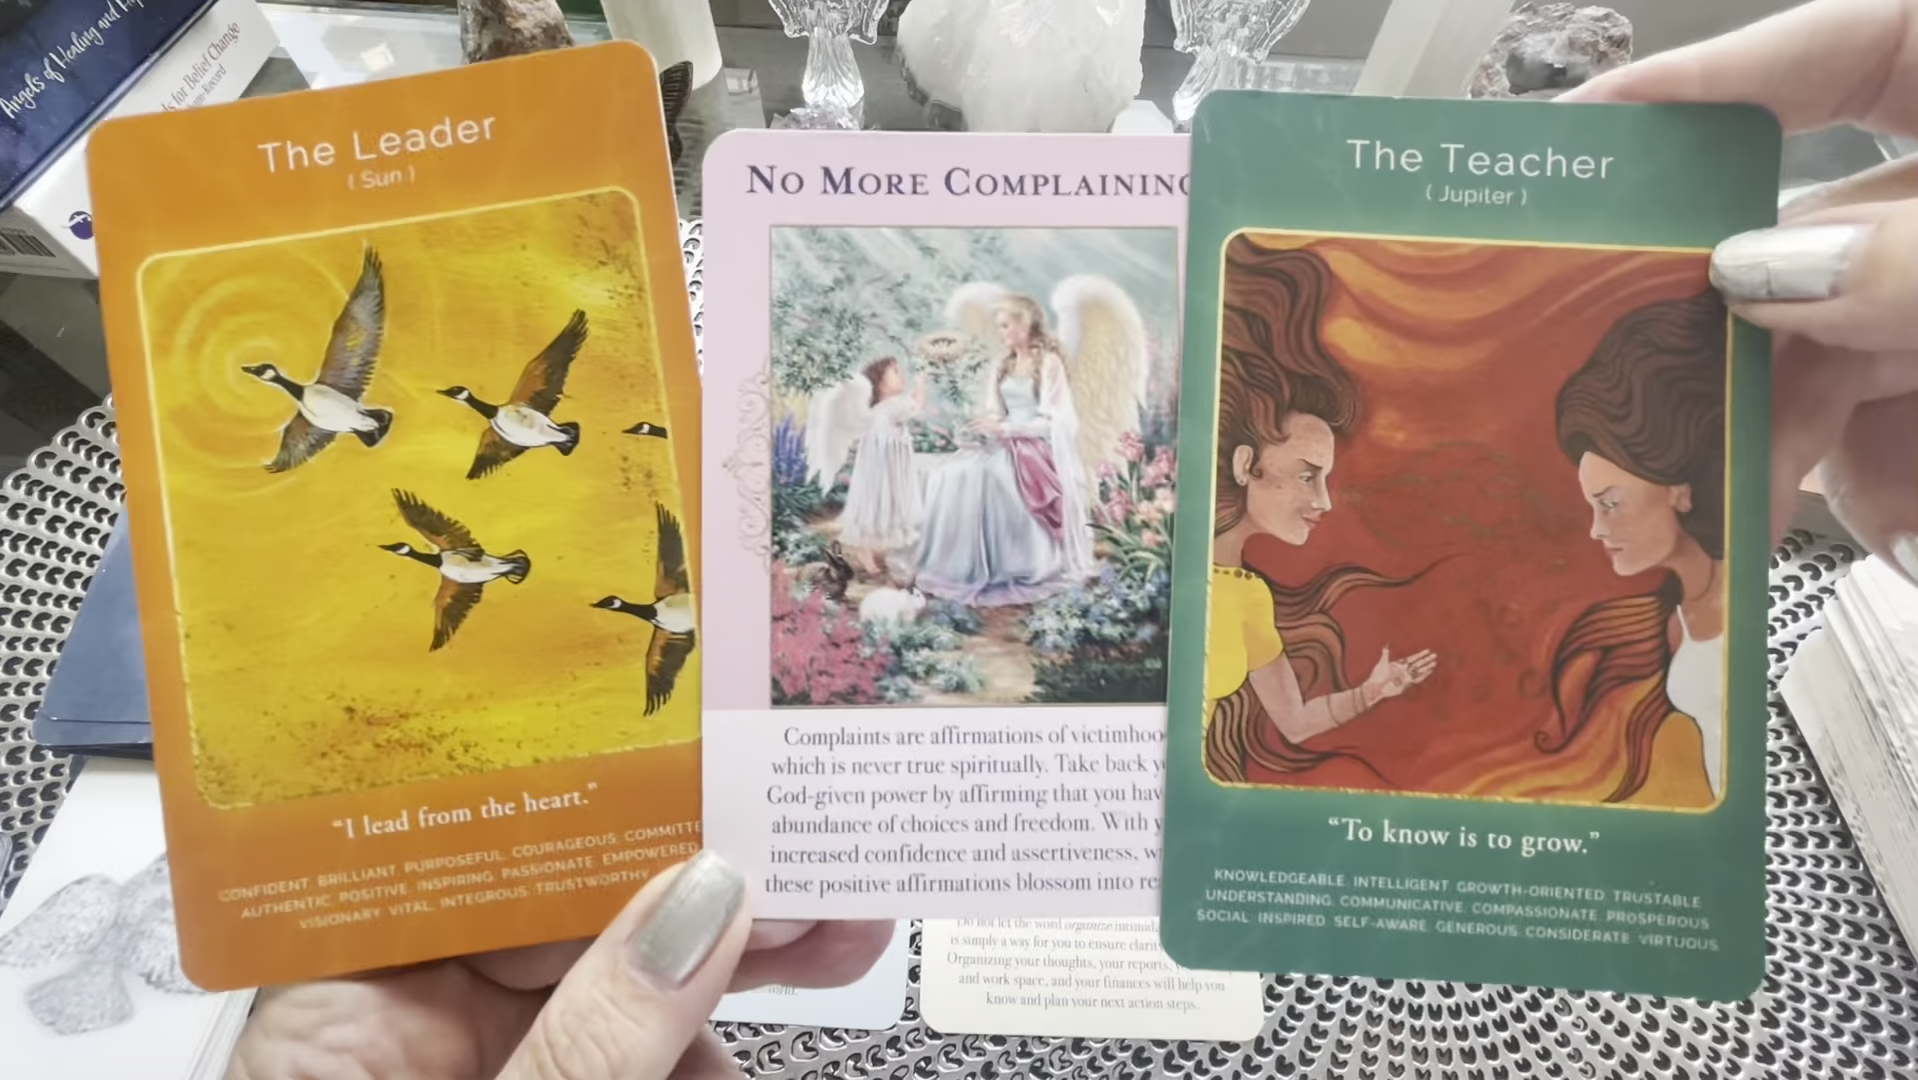 Angels of Healing and
ds for Belief Change
The Leader
( Sun )
"I lead from the heart."
CONFIDENT BRILLIANT PURPOSEFUL COURAGEOUS COMMITTE
AUTHENTIC POSITIVE INSPIRING PASSIONATE EMPOWERED
VISIONARY VITAL INTEGROUS TRUSTWORTHY
NO MORE COMPLAINING
Complaints are affirmations of victimhoo
which is never true spiritually. Take back y
God-given power by affirming that you hav
abundance of choices and freedom. With y
increased confidence and assertiveness, w
these positive affirmations blossom into re
The Teacher
( Jupiter )
"To know is to grow."
KNOWLEDGEABLE INTELLIGENT GROWTH-ORIENTED TRUSTABLE
UNDERSTANDING COMMUNICATIVE COMPASSIONATE PROSPEROUS
SOCIAL INSPIRED SELF-AWARE GENEROUS CONSIDERATE VIRTUOUS
Do not let the word organize
is simply a way for you to ensure clarit
Organizing your thoughts, your reports,
and work space, and your finances will help you
know and plan your next action steps.